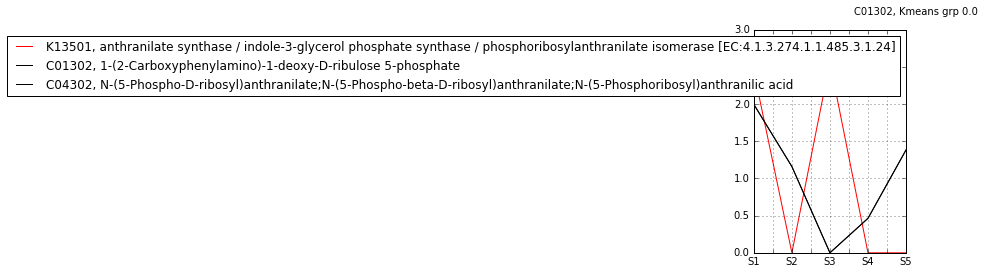 C01302, Kmeans grp 0.0
3.0
K13501, anthranilate synthase / indole-3-glycerol phosphate synthase / phosphoribosylanthranilate isomerase [EC:4.1.3.274.1.1.485.3.1.24]
C01302, 1-(2-Carboxyphenylamino)-1-deoxy-D-ribulose 5-phosphate
C04302, N-(5-Phospho-D-ribosyl)anthranilate;N-(5-Phospho-beta-D-ribosyl)anthranilate;N-(5-Phosphoribosyl)anthranilic acid
2.0
1.5
1.0
0.5
0.0
S1 S2 S3 S4 S5